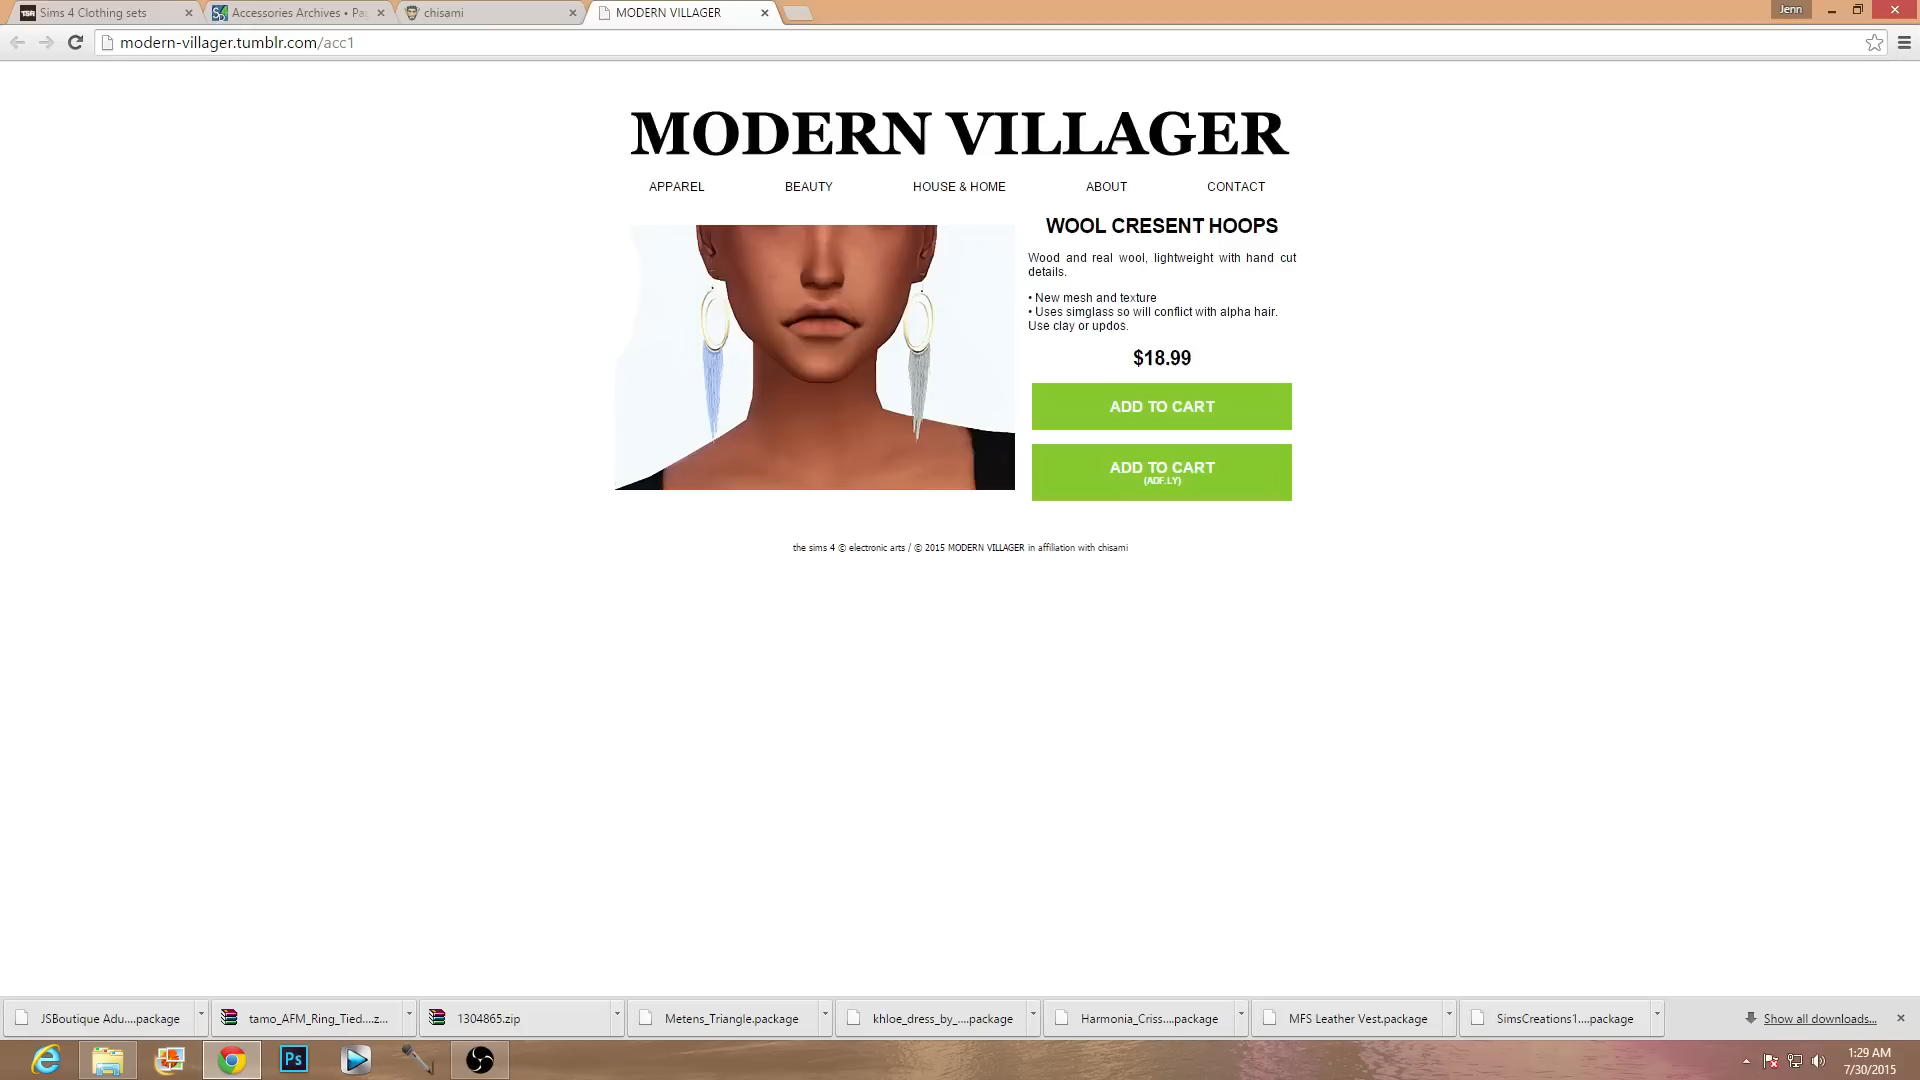 Sims 4 Clothing sets
Accessories Archives • Pa
chisami
MODERN VILLAGER
Jenn
modern-villager.tumblr.com/acc1
MODERN VILLAGER
APPAREL BEAUTY HOUSE & HOME ABOUT CONTACT
WOOL CRESENT HOOPS
Wood and real wool, lightweight with hand cut
details.
• New mesh and texture
• Uses simglass so will conflict with alpha hair.
Use clay or updos.
$18.99
ADD TO CART
ADD TO CART
(ADF.LY)
the sims 4 © electronic arts / © 2015 MODERN VILLAGER in affiliation with chisami
JSBoutique Adu....package
tamo_AFM_Ring_Tied....z...
1304865.zip
Metens_Triangle.package
khloe_dress_by_....package
Harmonia_Criss....package
MFS Leather Vest.package
SimsCreations1....package
Show all downloads...
Ps
1:29 AM
7/30/2015